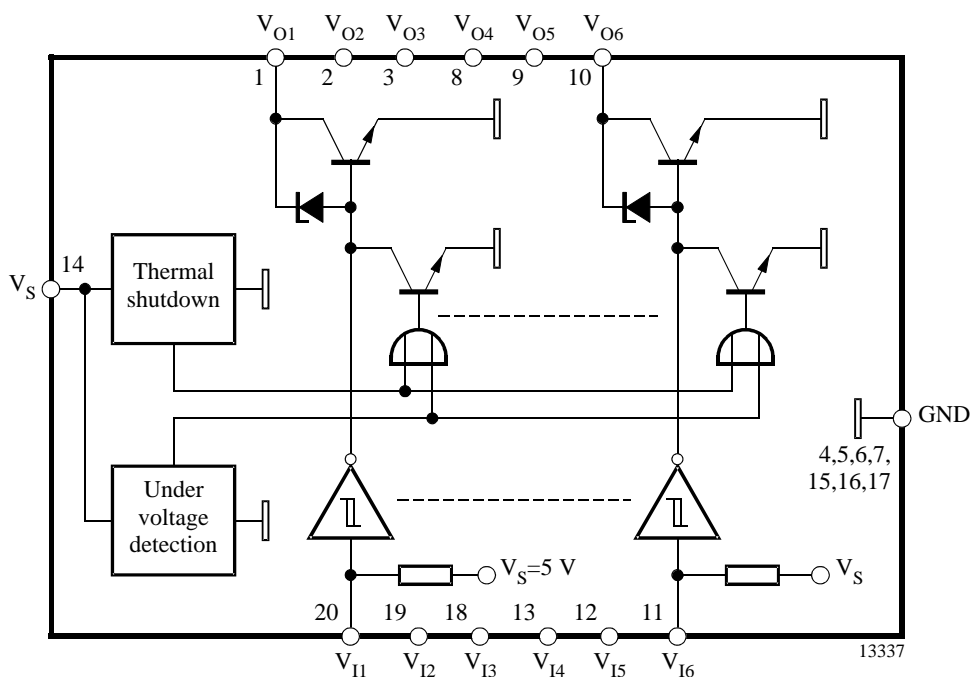 VO1 VO2 VO3 VO4 VO5 VO6
1 2 3 8 9 10
14
VS
Thermal
shutdown
GND
4,5,6,7,
15,16,17
Under
voltage
detection
VS=5 V
VS
20 19 18 13 12 11
VI1 VI2 VI3 VI4 VI5 VI6
13337